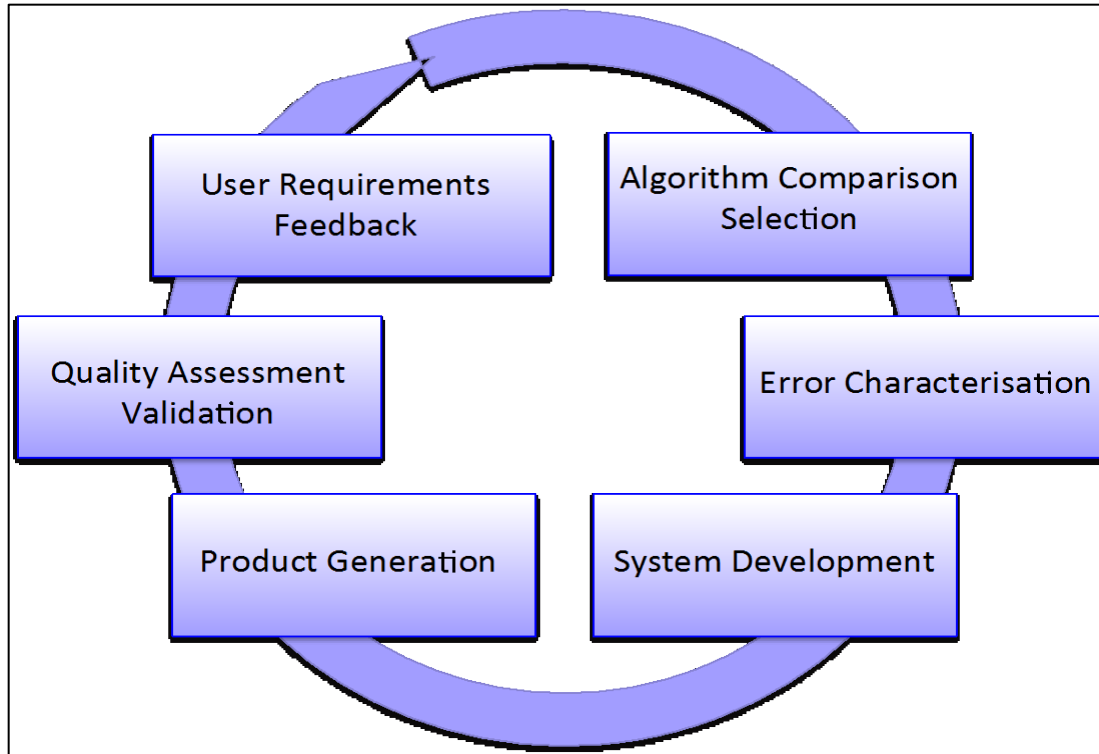 User Requirements
Feedback
Algorithm Comparison
Selection
Quality Assessment
Validation
Error Characterisation
Product Generation
System Development